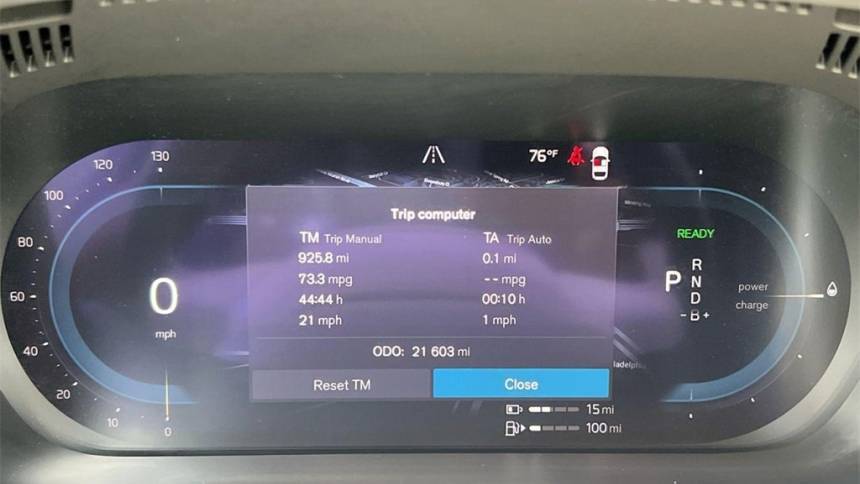 120 130
76°F
100
80
60
40
20
10
0
0
mph
Trip computer
TM Trip Manual
925.8 mi
73.3 mpg
44:44 h
21 mph
TA Trip Auto
0.1 mi
-- mpg
00:10 h
1 mph
ODO: 21 603 mi
Reset TM
Close
READY
P
R
N
D
-B+
power
charge
15 mi
100 mi